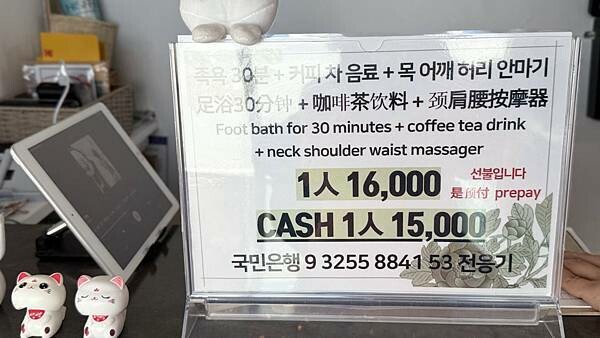 족욕 30분 + 커피 차 음료 + 목 어깨 허리 안마기
足浴30分钟 + 咖啡茶饮料 + 颈肩腰按摩器
Foot bath for 30 minutes + coffee tea drink
+ neck shoulder waist massager
1人 16,000
선불입니다
是预付 prepay
CASH 1人 15,000
국민은행 9 3255 8841 53 전응기